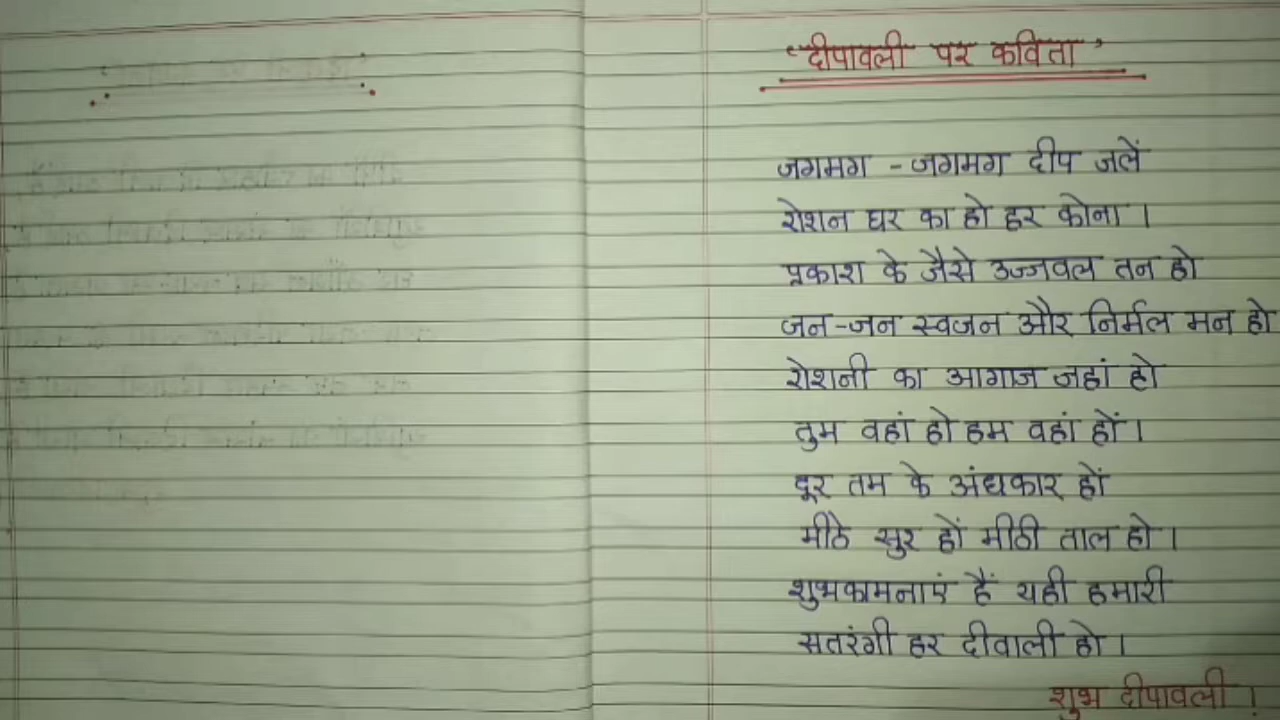 “दीपावली पर कविता”
जगमग - जगमग दीप जलें
रोशन घर का हो हर कोना ।
प्रकाश के जैसे उज्जवल तन हो
जन-जन स्वजन और निर्मल मन हो
रोशनी का आगाज जहां हो
तुम वहां हो हम वहां हों ।
दूर तम के अंधकार हों
मीठे सुर हों मीठी ताल हो ।
शुभकामनाएं हैं यही हमारी
सतरंगी हर दीवाली हो ।
शुभ दीपावली !